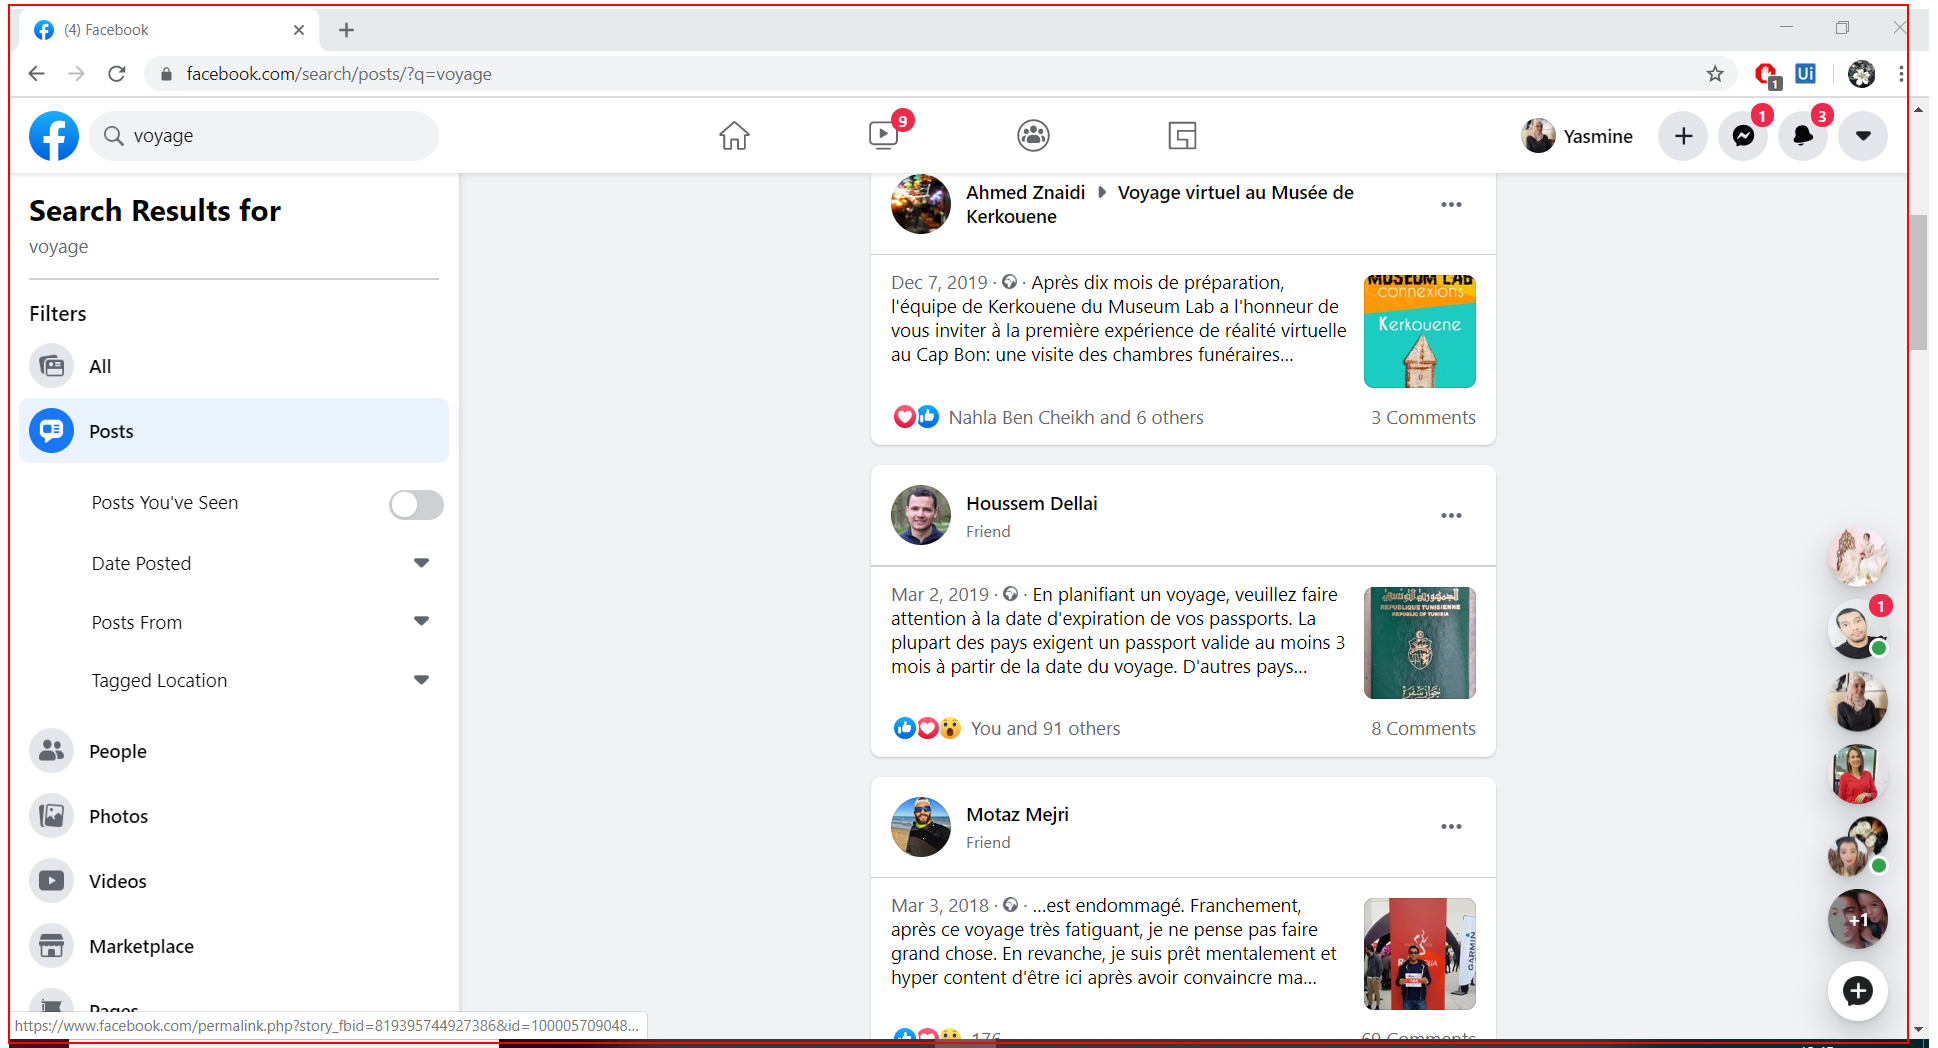 (4) Facebook
facebook.com/search/posts/?q=voyage
Ui
1
voyage
9
Yasmine
1
3
Search Results for
voyage
Filters
All
Posts
Posts You've Seen
Date Posted
Posts From
Tagged Location
People
Photos
Videos
Marketplace
Pages
https://www.facebook.com/permalink.php?story_fbid=819395744927386&id=100005709048...
Ahmed Znaidi Voyage virtuel au Musée de
Kerkouene
Dec 7, 2019 · · Après dix mois de préparation,
l'équipe de Kerkouene du Museum Lab a l'honneur de
vous inviter à la première expérience de réalité virtuelle
au Cap Bon: une visite des chambres funéraires...
MUSEUM LAB
connexions
Kerkouene
Nahla Ben Cheikh and 6 others
3 Comments
Houssem Dellai
Friend
Mar 2, 2019 · · En planifiant un voyage, veuillez faire
attention à la date d'expiration de vos passports. La
plupart des pays exigent un passport valide au moins 3
mois à partir de la date du voyage. D'autres pays...
الجمهورية التونسية
REPUBLIQUE TUNISIENNE
REPUBLIC OF TUNISIA
جواز سفر
You and 91 others
8 Comments
Motaz Mejri
Friend
Mar 3, 2018 · · ...est endommagé. Franchement,
après ce voyage très fatiguant, je ne pense pas faire
grand chose. En revanche, je suis prêt mentalement et
hyper content d'être ici après avoir convaincre ma...
GARMIN
176
69 Comments
1
+1